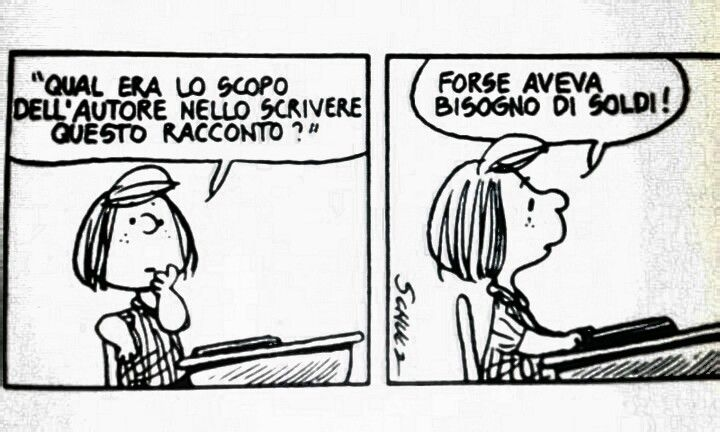 "QUAL ERA LO SCOPO
DELL'AUTORE NELLO SCRIVERE
QUESTO RACCONTO?"
FORSE AVEVA
BISOGNO DI SOLDI!
SCHULZ